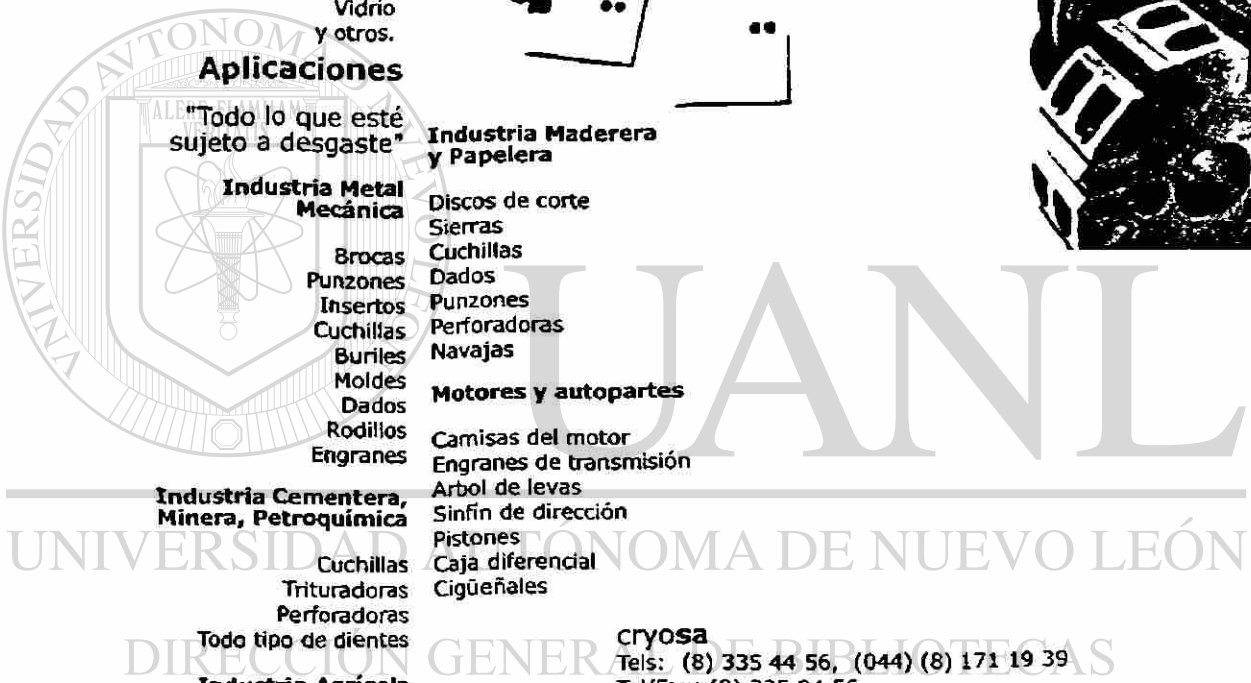 Vidrio
y otros.
Aplicaciones
"Todo lo que esté
sujeto a desgaste"
Industria Metal
Mecánica
Brocas
Punzones
Insertos
Cuchillas
Buriles
Moldes
Dados
Rodillos
Engranes
Industria Cementera,
Minera, Petroquímica
Cuchillas
Trituradoras
Perforadoras
Todo tipo de dientes
Industria Agrícola
Industria Maderera
y Papelera
Discos de corte
Sierras
Cuchillas
Dados
Punzones
Perforadoras
Navajas
Motores y autopartes
Camisas del motor
Engranes de transmisión
Arbol de levas
Sinfín de dirección
Pistones
Caja diferencial
Cigüeñales
cryosa
Tels: (8) 335 44 56, (044) (8) 171 19 39
UANL
UNIVERSIDAD AUTÓNOMA DE NUEVO LEÓN
DIRECCIÓN GENERAL DE BIBLIOTECAS